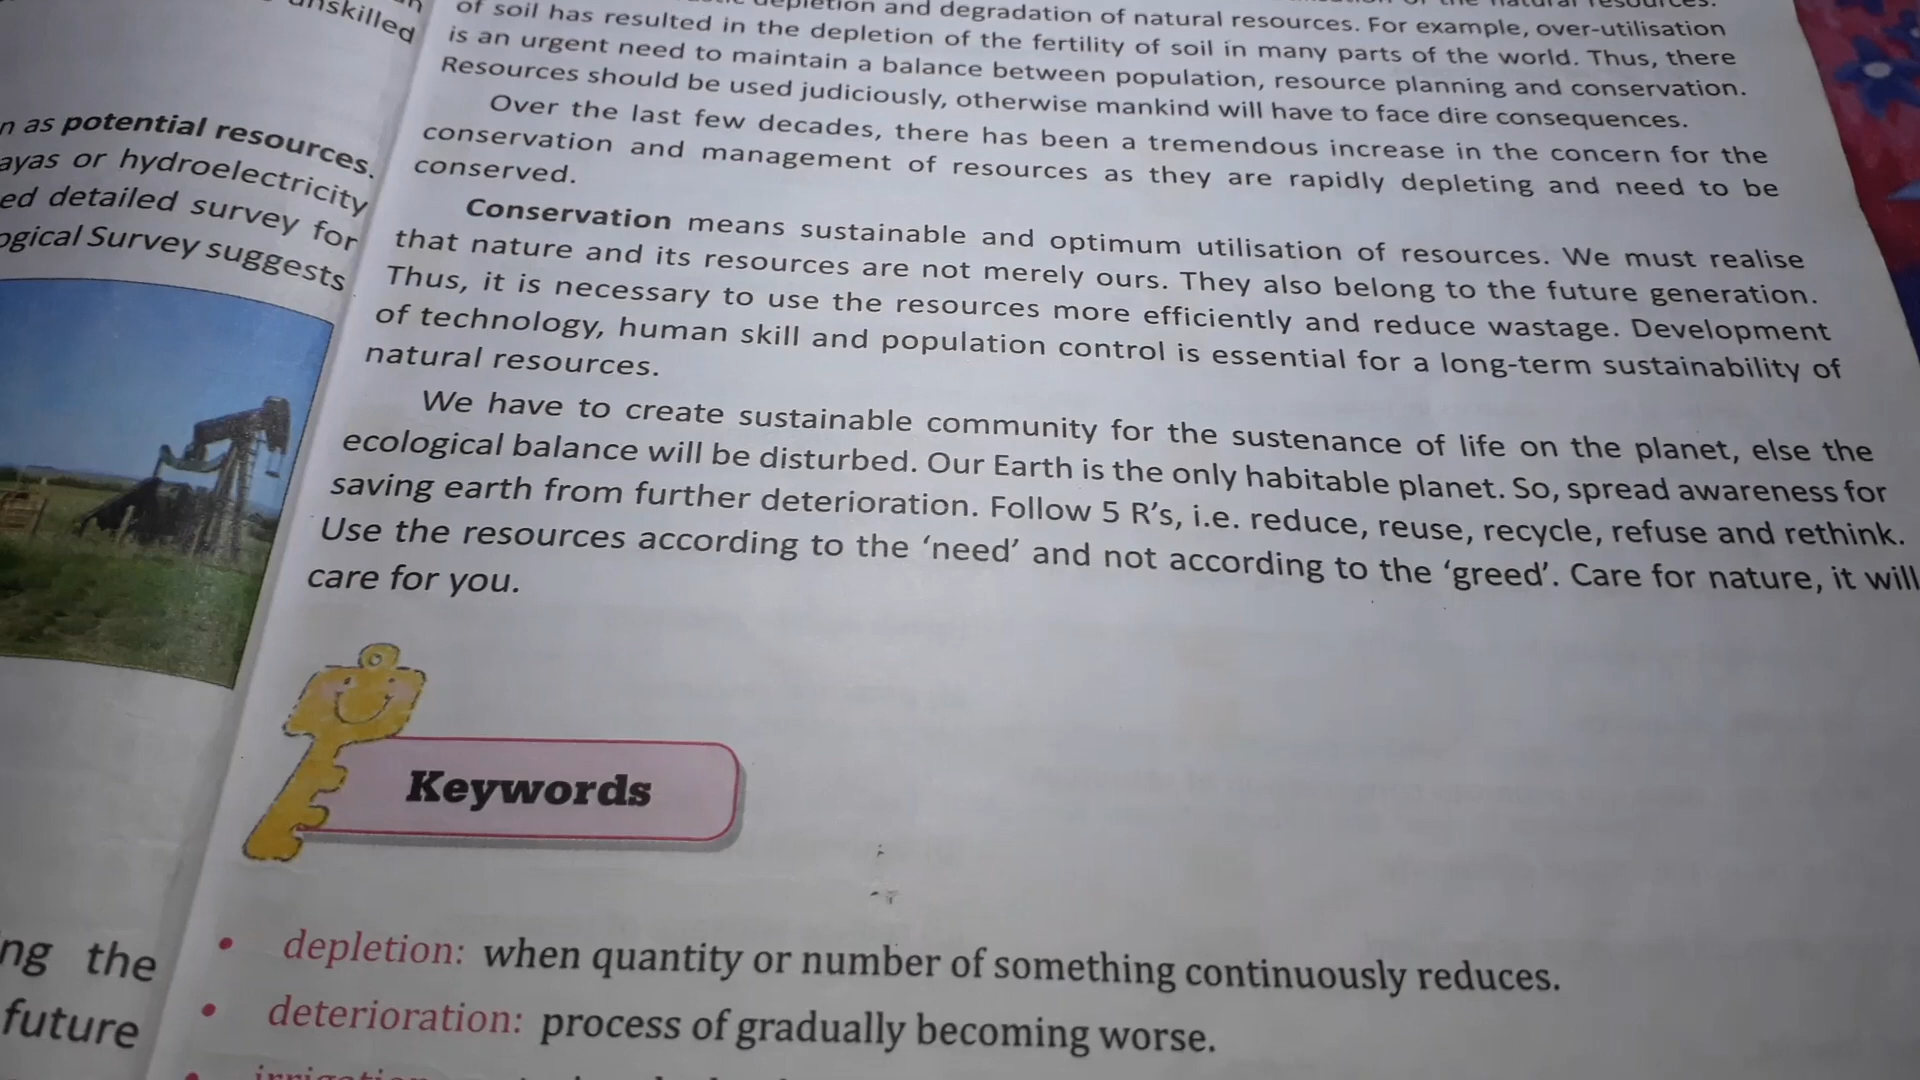 unskilled
n as potential resources.
ayas or hydroelectricity
ed detailed survey for
ogical Survey suggests
ng the
future
depletion and degradation of natural resources. For example, over-utilisation
of soil has resulted in the depletion of the fertility of soil in many parts of the world. Thus, there
is an urgent need to maintain a balance between population, resource planning and conservation.
Resources should be used judiciously, otherwise mankind will have to face dire consequences.
Over the last few decades, there has been a tremendous increase in the concern for the
conservation and management of resources as they are rapidly depleting and need to be
conserved.
Conservation means sustainable and optimum utilisation of resources. We must realise
that nature and its resources are not merely ours. They also belong to the future generation.
Thus, it is necessary to use the resources more efficiently and reduce wastage. Development
of technology, human skill and population control is essential for a long-term sustainability of
natural resources.
We have to create sustainable community for the sustenance of life on the planet, else the
ecological balance will be disturbed. Our Earth is the only habitable planet. So, spread awareness for
saving earth from further deterioration. Follow 5 R's, i.e. reduce, reuse, recycle, refuse and rethink.
Use the resources according to the ‘need’ and not according to the ‘greed’. Care for nature, it will
care for you.
Keywords
• depletion: when quantity or number of something continuously reduces.
• deterioration: process of gradually becoming worse.